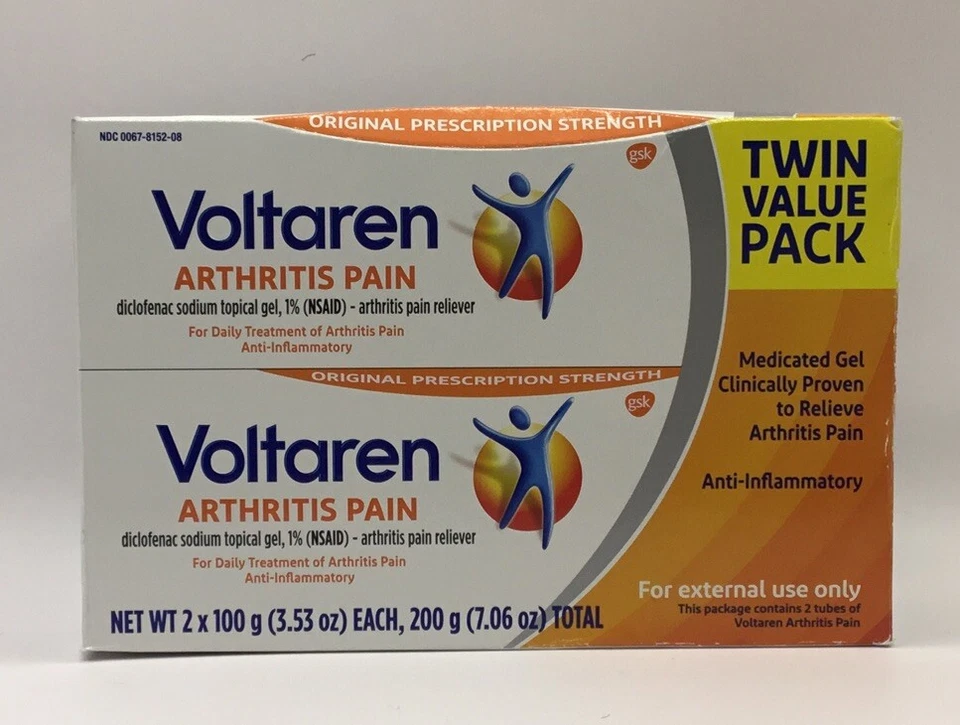 NDC 0067-8152-08
ORIGINAL PRESCRIPTION STRENGTH
gsk
Voltaren
ARTHRITIS PAIN
diclofenac sodium topical gel, 1% (NSAID) - arthritis pain reliever
For Daily Treatment of Arthritis Pain
Anti-Inflammatory
ORIGINAL PRESCRIPTION STRENGTH
gsk
Voltaren
ARTHRITIS PAIN
diclofenac sodium topical gel, 1% (NSAID) - arthritis pain reliever
For Daily Treatment of Arthritis Pain
Anti-Inflammatory
NET WT 2 x 100 g (3.53 oz) EACH, 200 g (7.06 oz) TOTAL
TWIN
VALUE
PACK
Medicated Gel
Clinically Proven
to Relieve
Arthritis Pain
Anti-Inflammatory
For external use only
This package contains 2 tubes of
Voltaren Arthritis Pain